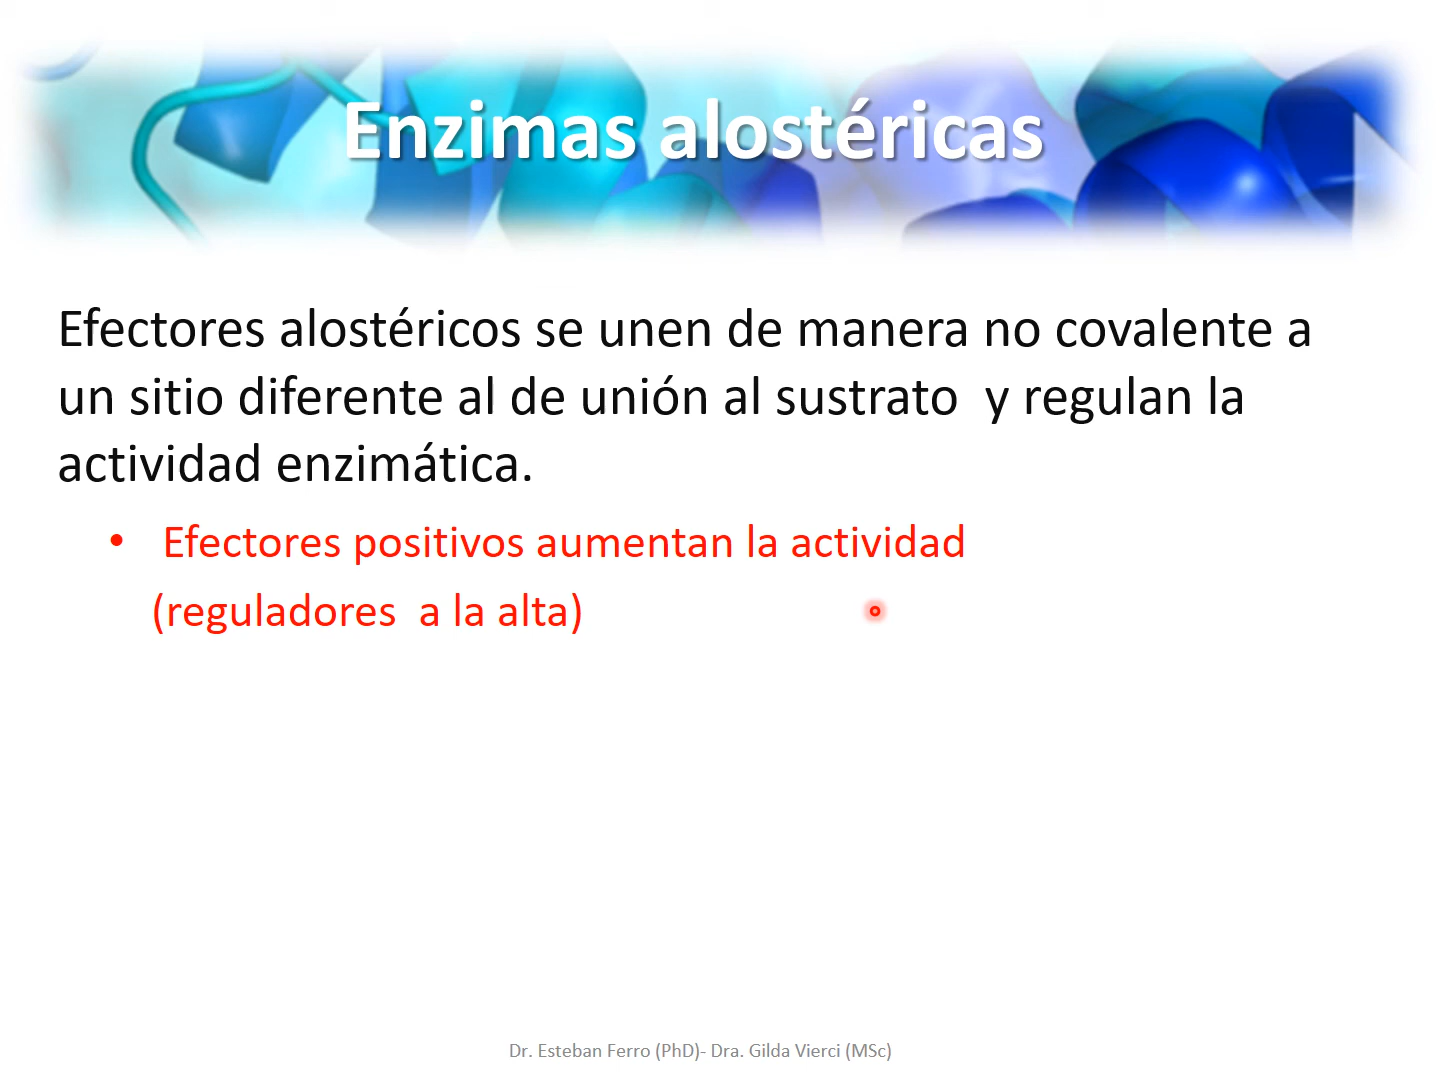 Enzimas alostéricas
Efectores alostéricos se unen de manera no covalente a
un sitio diferente al de unión al sustrato  y regulan la
actividad enzimática.
• Efectores positivos aumentan la actividad
(reguladores  a la alta)
Dr. Esteban Ferro (PhD)- Dra. Gilda Vierci (MSc)